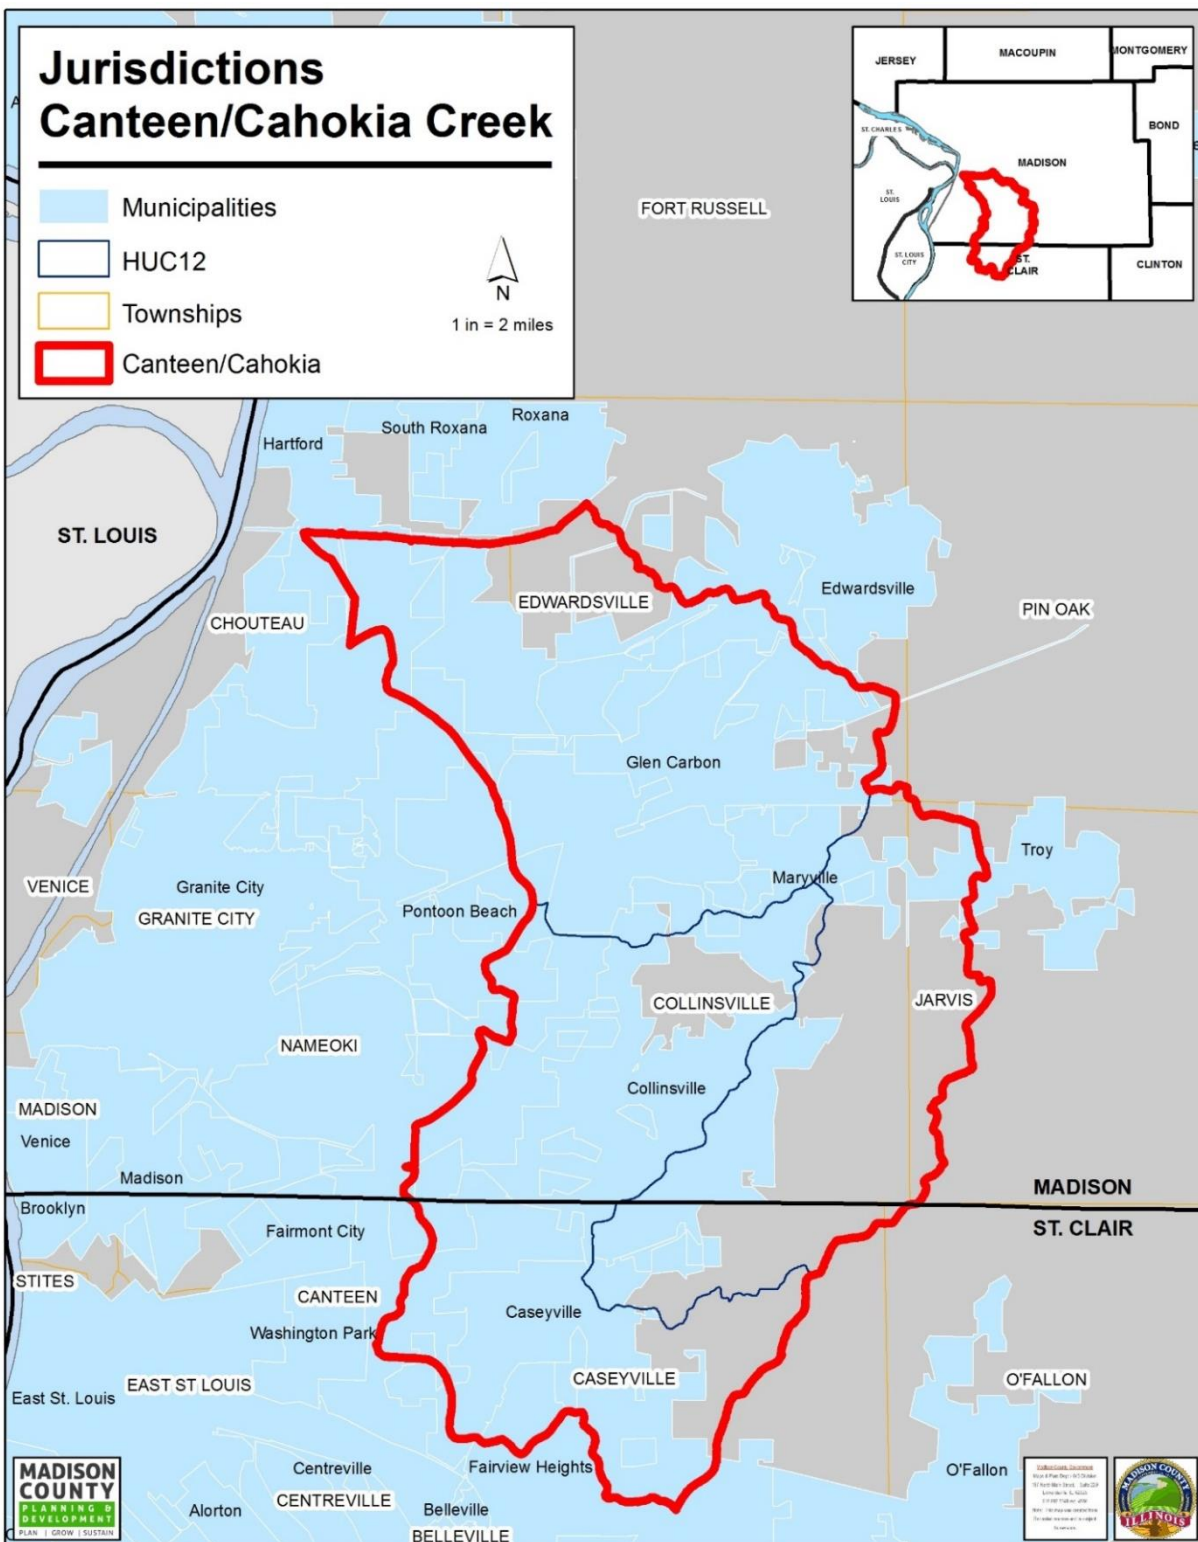 Jurisdictions
Canteen/Cahokia Creek
Municipalities
HUC12
Townships
Canteen/Cahokia
N
1 in = 2 miles
JERSEY
MACOUPIN
MONTGOMERY
BOND
ST. CHARLES
MADISON
ST. LOUIS
ST. LOUIS CITY
ST. CLAIR
CLINTON
FORT RUSSELL
Hartford
South Roxana
Roxana
ST. LOUIS
EDWARDSVILLE
Edwardsville
CHOUTEAU
PIN OAK
Glen Carbon
Troy
VENICE
Granite City
GRANITE CITY
Pontoon Beach
Maryville
COLLINSVILLE
JARVIS
NAMEOKI
Collinsville
MADISON
Venice
Madison
MADISON
Brooklyn
Fairmont City
ST. CLAIR
STITES
CANTEEN
Caseyville
Washington Park
EAST ST LOUIS
CASEYVILLE
O'FALLON
East St. Louis
Centreville
Fairview Heights
O'Fallon
CENTREVILLE
Alorton
Belleville
BELLEVILLE
MADISON
COUNTY
PLANNING &
DEVELOPMENT
PLAN | GROW | SUSTAIN
MADISON COUNTY
ILLINOIS